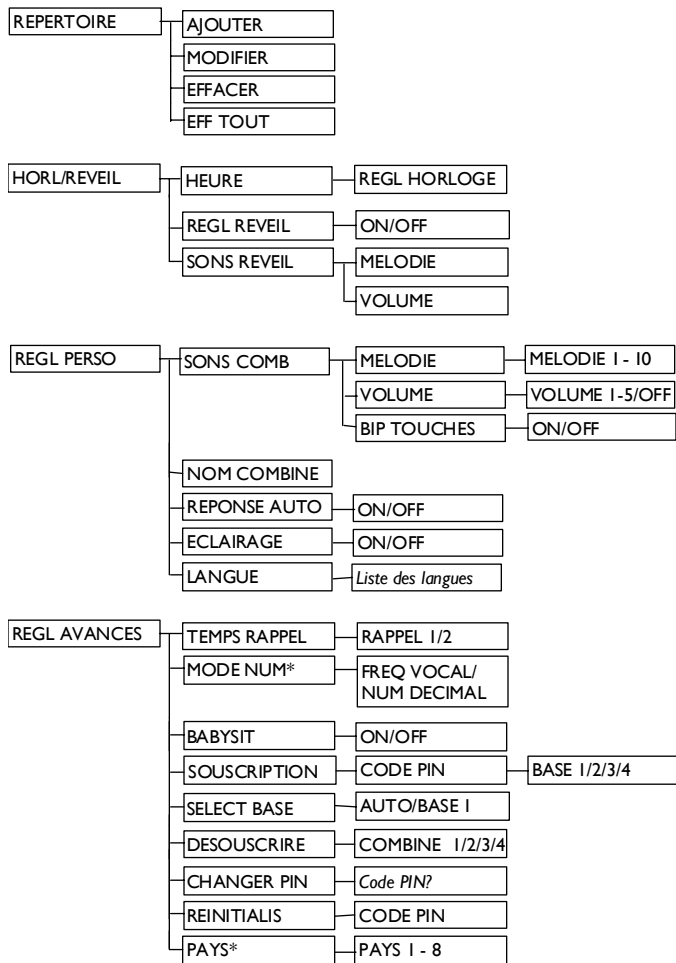 REPERTOIRE AJOUTER
MODIFIER
EFFACER
EFF TOUT
HORL/REVEIL HEURE REGL HORLOGE
REGL REVEIL ON/OFF
SONS REVEIL MELODIE
VOLUME
REGL PERSO SONS COMB MELODIE MELODIE 1 - 10
VOLUME VOLUME 1-5/OFF
BIP TOUCHES ON/OFF
NOM COMBINE
REPONSE AUTO ON/OFF
ECLAIRAGE ON/OFF
LANGUE Liste des langues
REGL AVANCES TEMPS RAPPEL RAPPEL 1/2
MODE NUM* FREQ VOCAL/
NUM DECIMAL
BABYSIT ON/OFF
SOUSCRIPTION CODE PIN BASE 1/2/3/4
SELECT BASE AUTO/BASE 1
DESOUSCRIRE COMBINE 1/2/3/4
CHANGER PIN Code PIN?
REINITIALIS CODE PIN
PAYS* PAYS 1 - 8